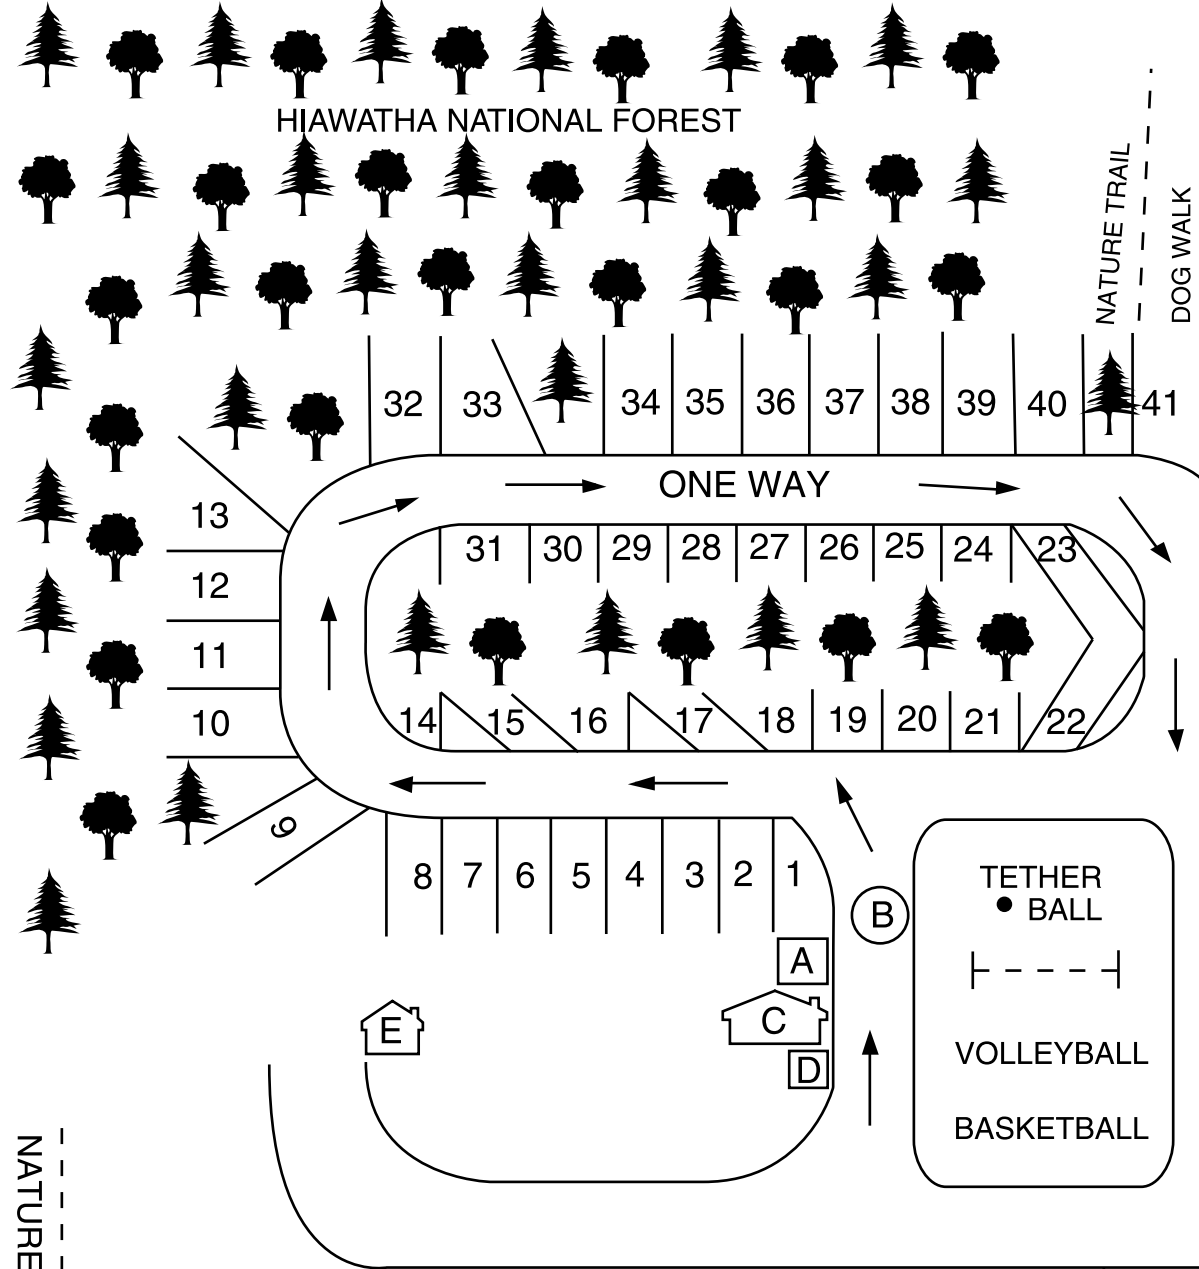 HIAWATHA NATIONAL FOREST
NATURE TRAIL
DOG WALK
32 33 34 35 36 37 38 39 40 41
ONE WAY
13
12
11
10
9
31 30 29 28 27 26 25 24 23
14 15 16 17 18 19 20 21 22
8 7 6 5 4 3 2 1
A
B
C
D
E
TETHER
BALL
VOLLEYBALL
BASKETBALL
NATURE